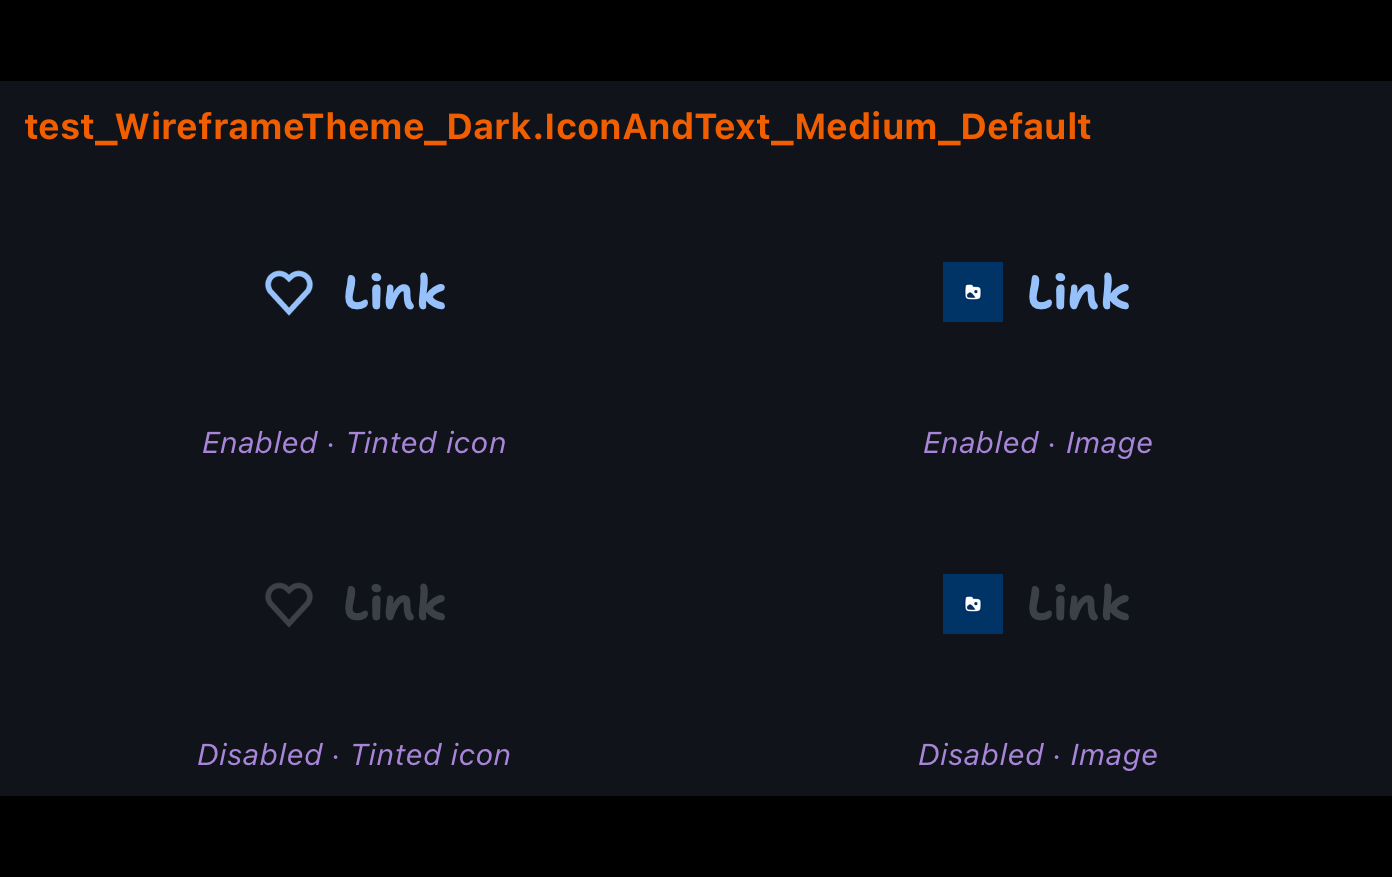 test_WireframeTheme_Dark.IconAndText_Medium_Default
Link
Link
Enabled · Tinted icon
Enabled · Image
Link
Link
Disabled · Tinted icon
Disabled · Image